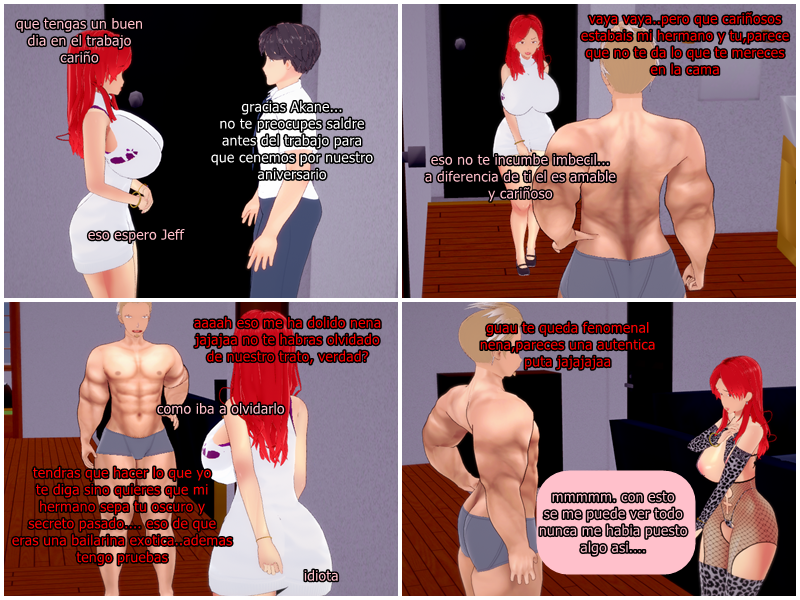 que tengas un buen
dia en el trabajo
cariño
gracias Akane...
no te preocupes saldre
antes del trabajo para
que cenemos por nuestro
aniversario
eso espero Jeff
vaya vaya..pero que cariñosos
estabais mi hermano y tu,parece
que no te da lo que te mereces
en la cama
eso no te incumbe imbecil...
a diferencia de ti el es amable
y cariñoso
aaaah eso me ha dolido nena
jajajaa no te habras olvidado
de nuestro trato, verdad?
como iba a olvidarlo
tendras que hacer lo que yo
te diga sino quieres que mi
hermano sepa tu oscuro y
secreto pasado.... eso de que
eras una bailarina exotica..ademas
tengo pruebas
idiota
guau te queda fenomenal
nena,pareces una autentica
puta jajajajaa
mmmmm. con esto
se me puede ver todo
nunca me habia puesto
algo asi....